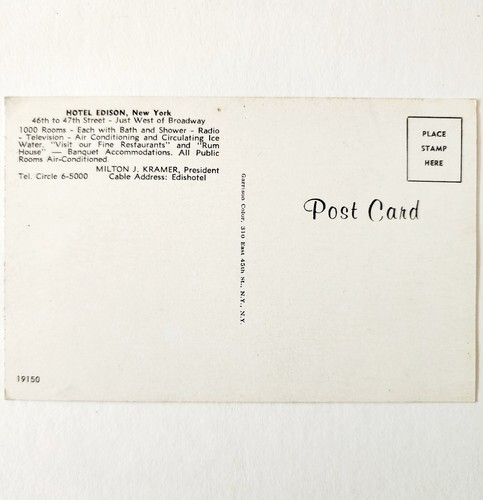 HOTEL EDISON, New York
46th to 47th Street - Just West of Broadway
1000 Rooms - Each with Bath and Shower - Radio
- Television - Air Conditioning and Circulating Ice
Water. "Visit our Fine Restaurants" and "Rum
House" — Banquet Accommodations. All Public
Rooms Air-Conditioned.
MILTON J. KRAMER, President
Tel. Circle 6-5000 Cable Address: Edishotel
Garrison Color, 310 East 45th St., N.Y., N.Y.
PLACE
STAMP
HERE
Post Card
19150